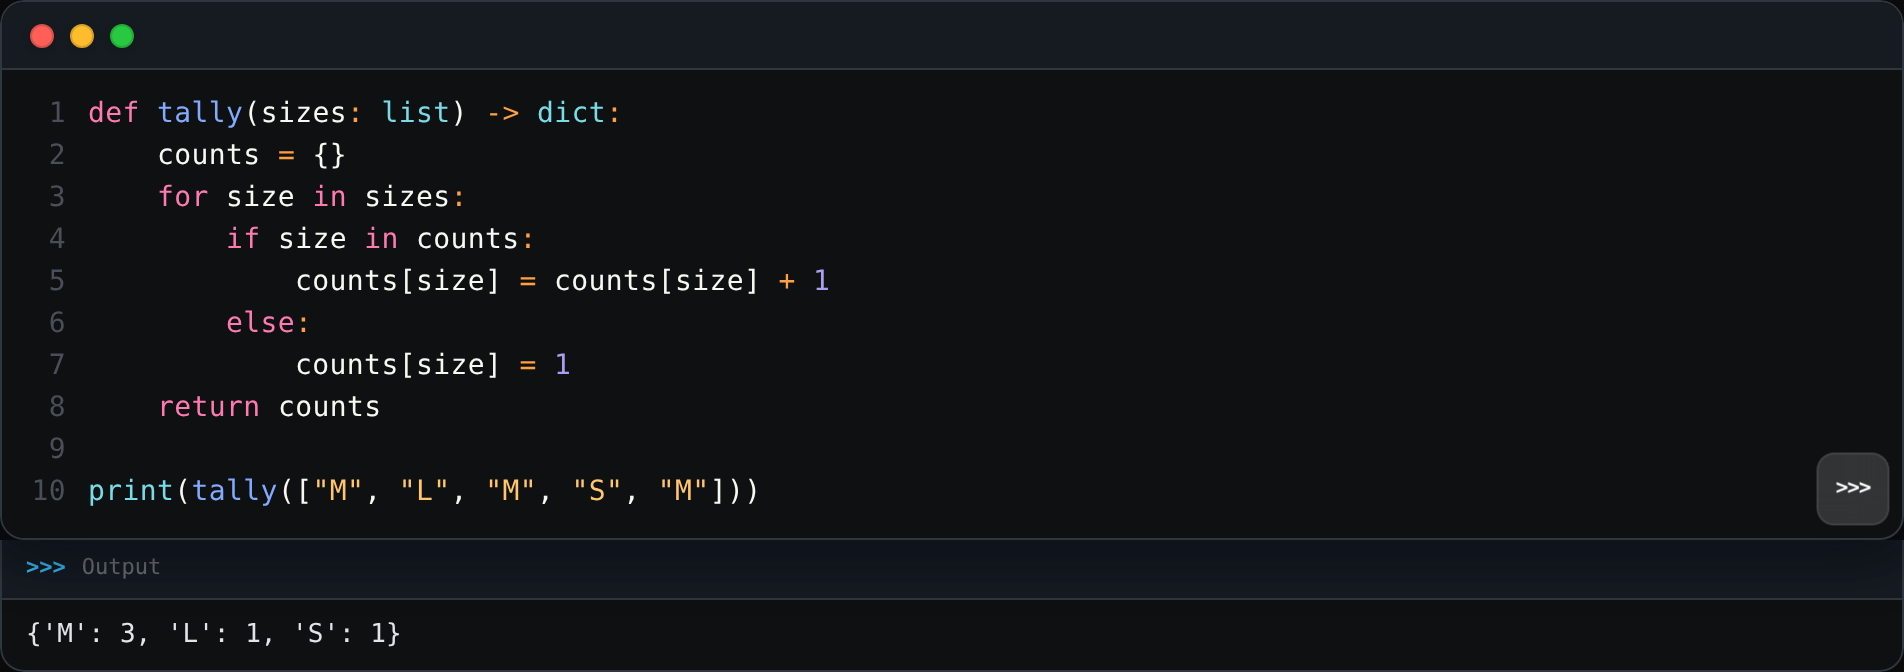 1 def tally(sizes: list) -> dict:
2     counts = {}
3     for size in sizes:
4         if size in counts:
5             counts[size] = counts[size] + 1
6         else:
7             counts[size] = 1
8     return counts
9
10 print(tally(["M", "L", "M", "S", "M"]))
>>>
>>> Output
{'M': 3, 'L': 1, 'S': 1}